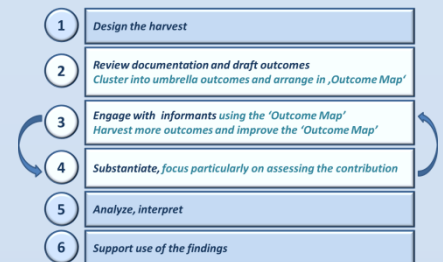 1
Design the harvest
2
Review documentation and draft outcomes
Cluster into umbrella outcomes and arrange in ‚Outcome Map‘
3
Engage with informants using the ‘Outcome Map’
Harvest more outcomes and improve the ‘Outcome Map’
4
Substantiate, focus particularly on assessing the contribution
5
Analyze, interpret
6
Support use of the findings